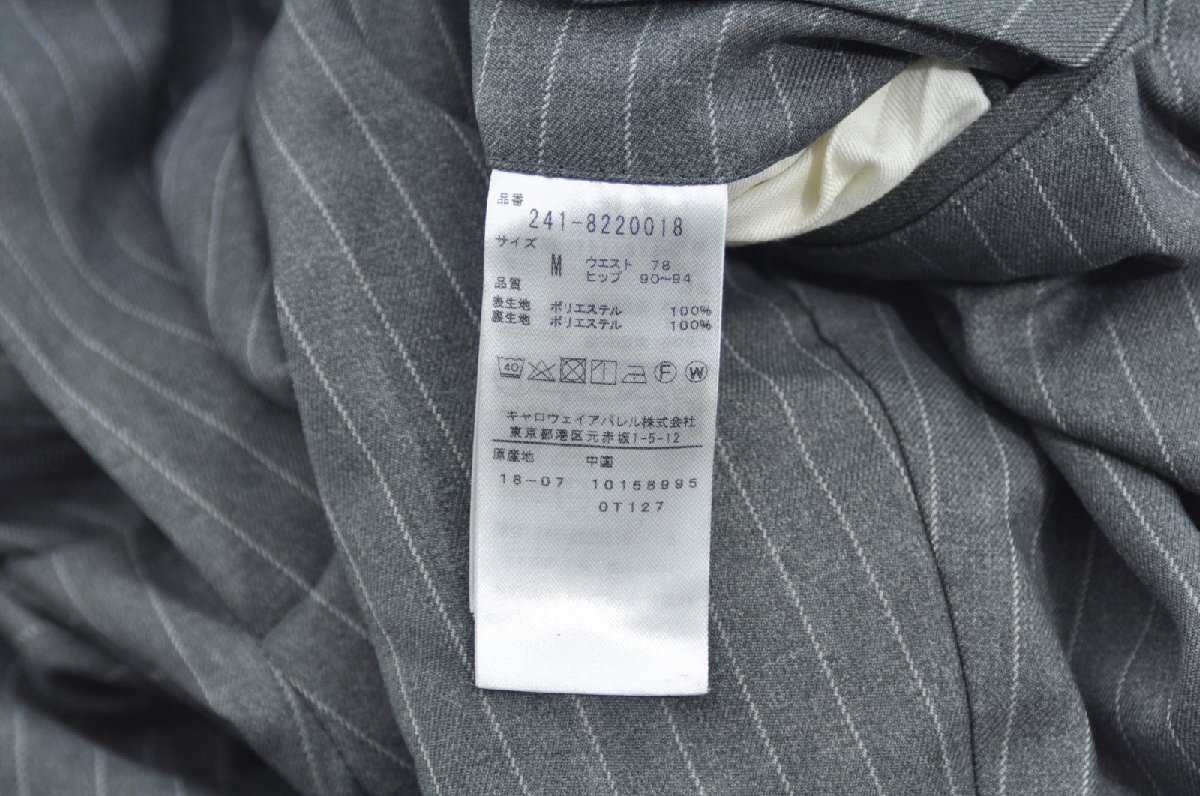 品番
241-8220018
サイズ
M ウエスト 78
ヒップ 90~94
品質
表生地 ポリエステル 100%
裏生地 ポリエステル 100%
40 F W
キャロウェイアパレル株式会社
東京都港区元赤坂1-5-12
原産地 中国
18-07 10158995
0T127